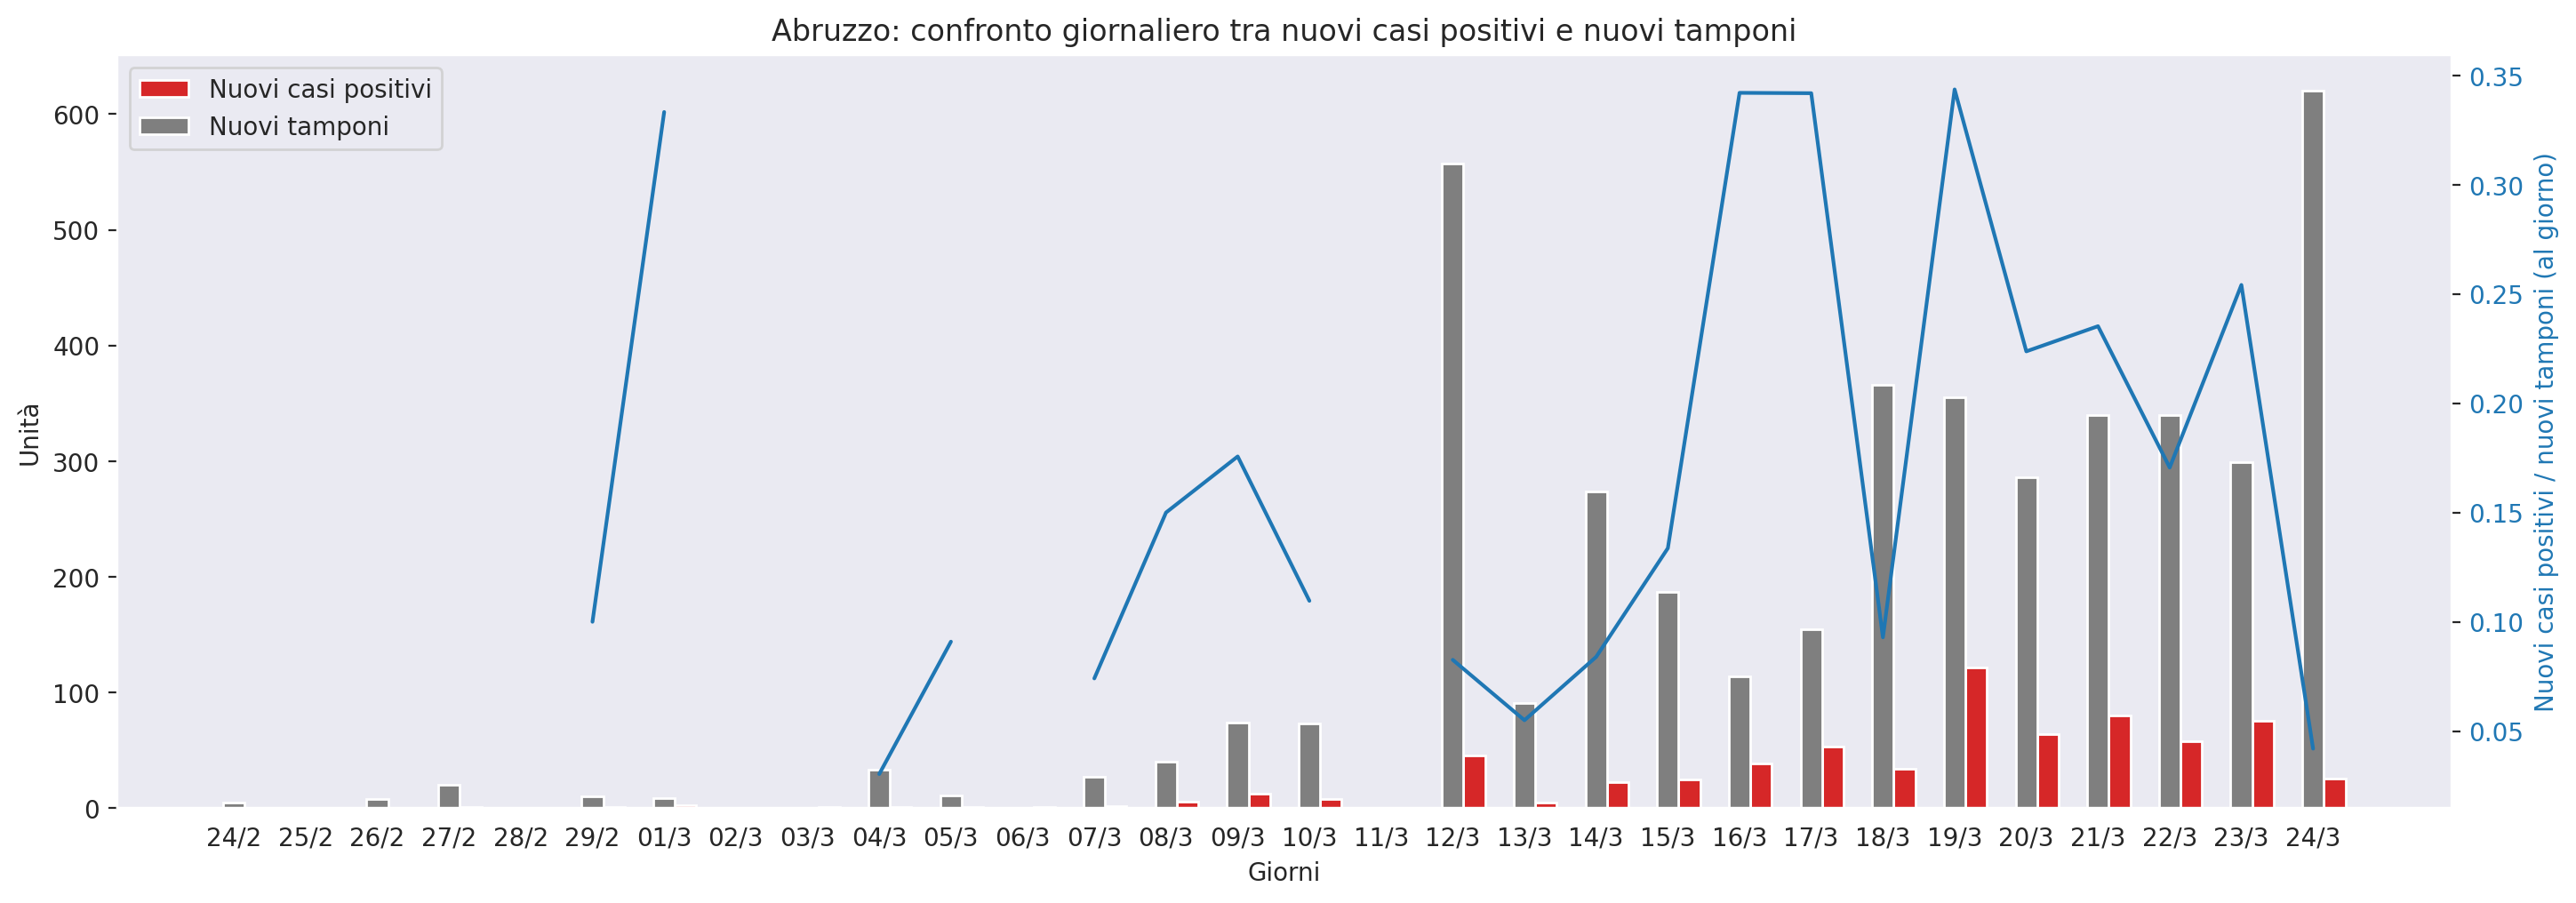 Abruzzo: confronto giornaliero tra nuovi casi positivi e nuovi tamponi
Nuovi casi positivi
Nuovi tamponi
Unità
600
500
400
300
200
100
0
0.35
0.30
0.25
0.20
0.15
0.10
0.05
Nuovi casi positivi / nuovi tamponi (al giorno)
24/2 25/2 26/2 27/2 28/2 29/2 01/3 02/3 03/3 04/3 05/3 06/3 07/3 08/3 09/3 10/3 11/3 12/3 13/3 14/3 15/3 16/3 17/3 18/3 19/3 20/3 21/3 22/3 23/3 24/3
Giorni